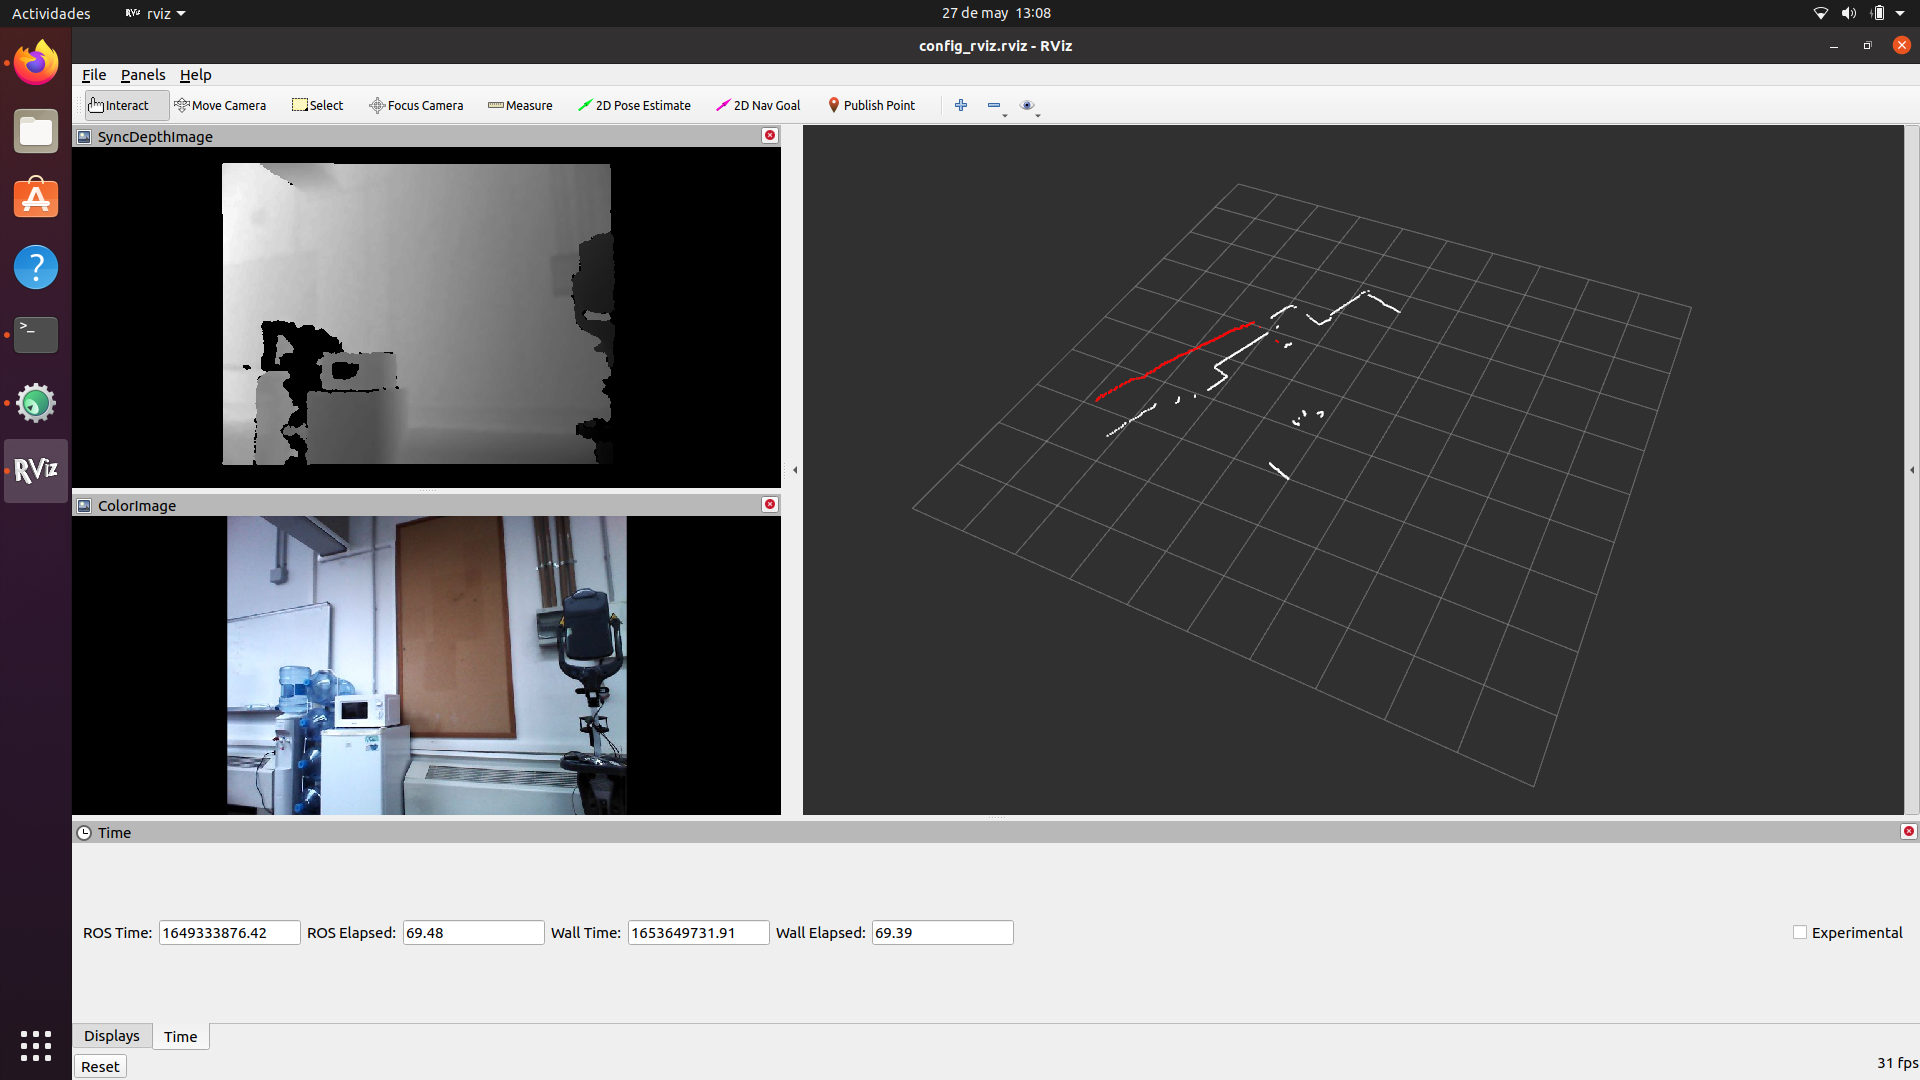 Actividades
RViz rviz
27 de may 13:08
config_rviz.rviz - RViz
File Panels Help
Interact Move Camera Select Focus Camera Measure 2D Pose Estimate 2D Nav Goal Publish Point
SyncDepthImage
ColorImage
>_
RViz
Time
ROS Time: 1649333876.42 ROS Elapsed: 69.48 Wall Time: 1653649731.91 Wall Elapsed: 69.39 Experimental
Displays Time
Reset
31 fps